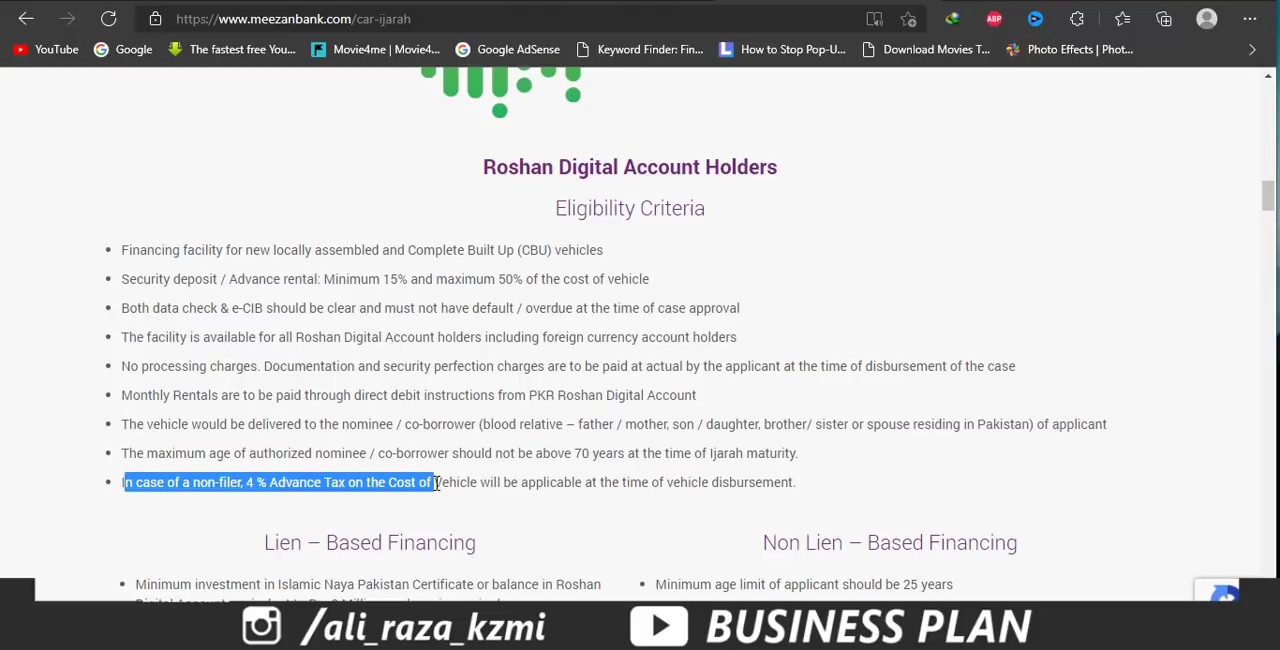 https://www.meezanbank.com/car-ijarah
ABP
YouTube
Google
The fastest free You...
Movie4me | Movie4...
Google AdSense
Keyword Finder: Fin...
How to Stop Pop-U...
Download Movies T...
Photo Effects | Phot...
Roshan Digital Account Holders
Eligibility Criteria
• Financing facility for new locally assembled and Complete Built Up (CBU) vehicles
• Security deposit / Advance rental: Minimum 15% and maximum 50% of the cost of vehicle
• Both data check & e-CIB should be clear and must not have default / overdue at the time of case approval
• The facility is available for all Roshan Digital Account holders including foreign currency account holders
• No processing charges. Documentation and security perfection charges are to be paid at actual by the applicant at the time of disbursement of the case
• Monthly Rentals are to be paid through direct debit instructions from PKR Roshan Digital Account
• The vehicle would be delivered to the nominee / co-borrower (blood relative – father / mother, son / daughter, brother/ sister or spouse residing in Pakistan) of applicant
• The maximum age of authorized nominee / co-borrower should not be above 70 years at the time of Ijarah maturity.
• In case of a non-filer, 4 % Advance Tax on the Cost of Vehicle will be applicable at the time of vehicle disbursement.
Lien – Based Financing
• Minimum investment in Islamic Naya Pakistan Certificate or balance in Roshan
Non Lien – Based Financing
• Minimum age limit of applicant should be 25 years
/ali_raza_kzmi
BUSINESS PLAN